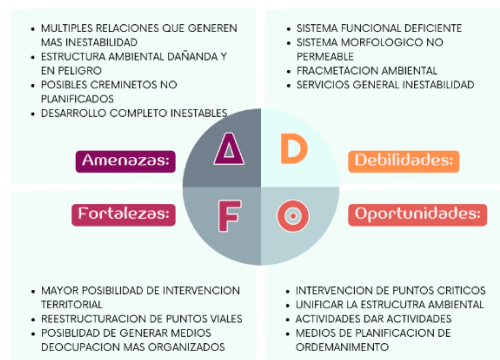 • MULTIPLES RELACIONES QUE GENEREN
MAS INESTABILIDAD
• ESTRUCTURA AMBIENTAL DAÑANDA Y
EN PELIGRO
• POSIBLES CREMINETOS NO
PLANIFICADOS
• DESARROLLO COMPLETO INESTABLES
Amenazas:
A
• SISTEMA FUNCIONAL DEFICIENTE
• SISTEMA MORFOLOGICO NO
PERMEABLE
• FRACMETACION AMBIENTAL
• SERVICIOS GENERAL INESTABILIDAD
D
Debilidades:
Fortalezas:
F
• MAYOR POSIBILIDAD DE INTERVENCION
TERRITORIAL
• REESTRUCTURACION DE PUNTOS VIALES
• POSIBLIDAD DE GENERAR MEDIOS
DEOCUPACION MAS ORGANIZADOS
O
Oportunidades:
• INTERVENCION DE PUNTOS CRITICOS
• UNIFICAR LA ESTRUCUTRA AMBIENTAL
• ACTIVIDADES DAR ACTIVIDADES
• MEDIOS DE PLANIFICACION DE
ORDEMANIMENTO